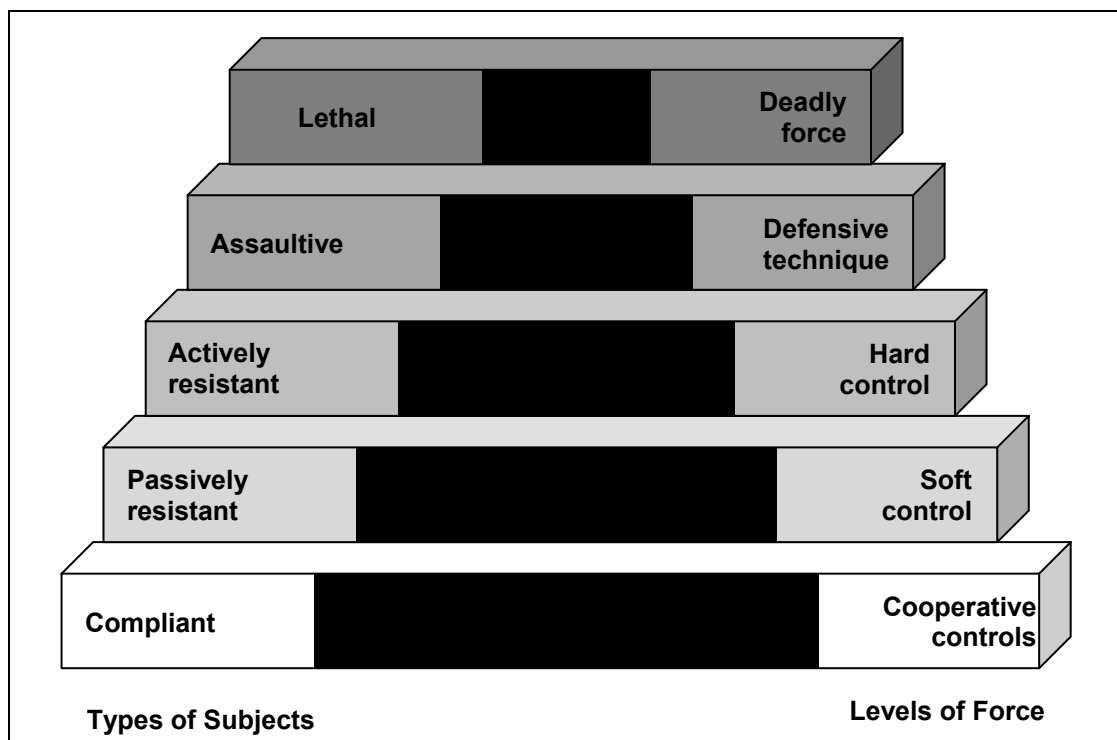 Lethal
Deadly
force
Assaultive
Defensive
technique
Actively
resistant
Hard
control
Passively
resistant
Soft
control
Compliant
Cooperative
controls
Types of Subjects
Levels of Force